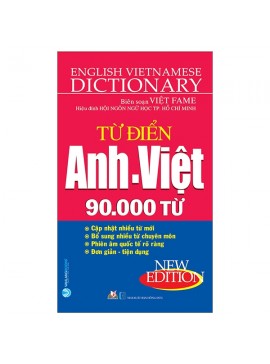 ENGLISH VIETNAMESE
DICTIONARY
Biên soạn VIỆT FAME
Hiệu đính HỘI NGÔN NGỮ HỌC TP. HỒ CHÍ MINH
TỪ ĐIỂN
Anh-Việt
90.000 TỪ
Cập nhật nhiều từ mới
Bổ sung nhiều từ chuyên môn
Phiên âm quốc tế rõ ràng
Đơn giản - tiện dụng
NEW
EDITION